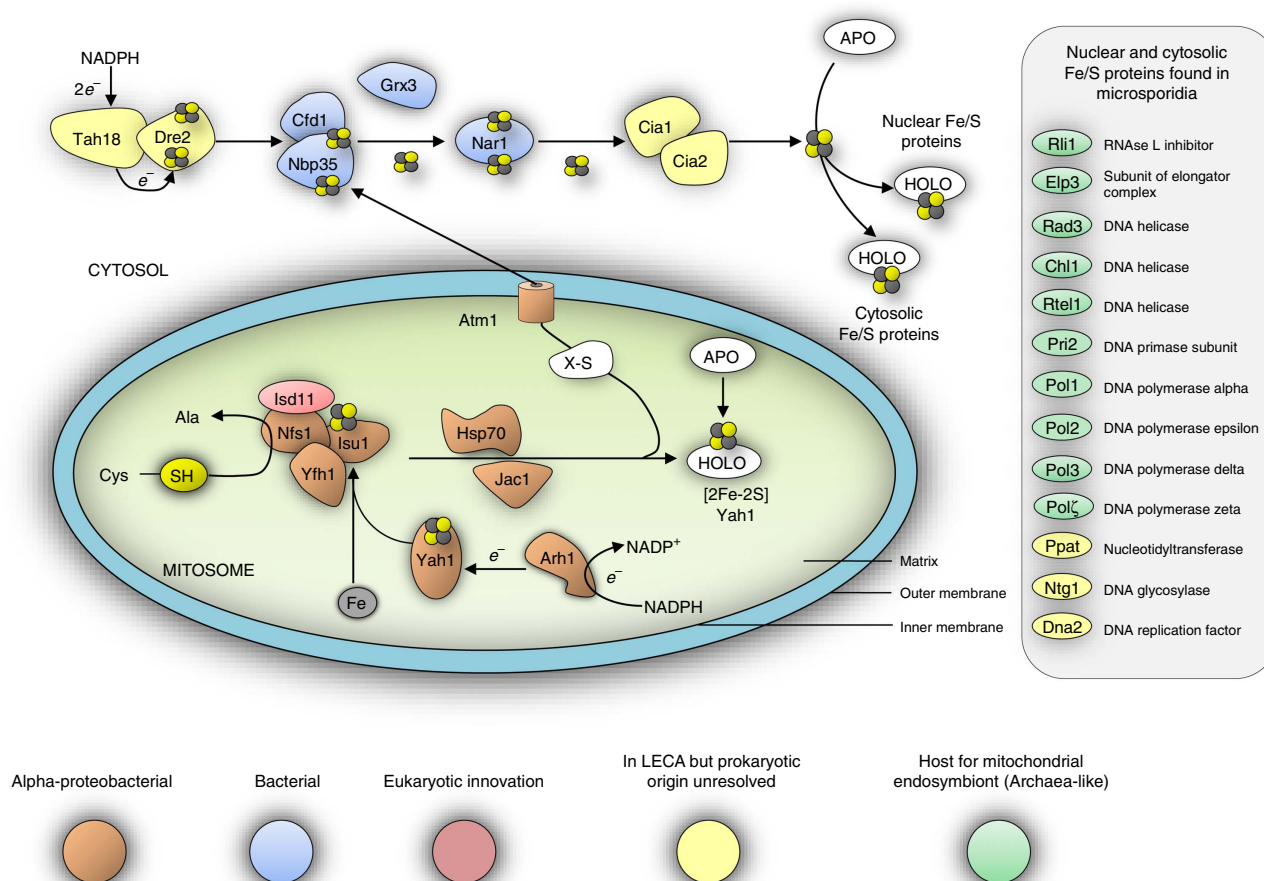 NADPH
2e⁻
Tah18
Dre2
e⁻
Cfd1
Nbp35
Grx3
Nar1
Cia1
Cia2
APO
Nuclear Fe/S
proteins
HOLO
HOLO
Cytosolic
Fe/S proteins
CYTOSOL
Atm1
X-S
APO
Isd11
Ala
Nfs1
Isu1
Hsp70
Cys
SH
Yfh1
Jac1
HOLO
[2Fe-2S]
Yah1
Yah1
e⁻
Arh1
NADP⁺
e⁻
NADPH
MITOSOME
Fe
Matrix
Outer membrane
Inner membrane
Nuclear and cytosolic
Fe/S proteins found in
microsporidia
Rli1 RNAse L inhibitor
Elp3 Subunit of elongator
complex
Rad3 DNA helicase
Chl1 DNA helicase
Rtel1 DNA helicase
Pri2 DNA primase subunit
Pol1 DNA polymerase alpha
Pol2 DNA polymerase epsilon
Pol3 DNA polymerase delta
Polζ DNA polymerase zeta
Ppat Nucleotidyltransferase
Ntg1 DNA glycosylase
Dna2 DNA replication factor
Alpha-proteobacterial
Bacterial
Eukaryotic innovation
In LECA but prokaryotic
origin unresolved
Host for mitochondrial
endosymbiont (Archaea-like)